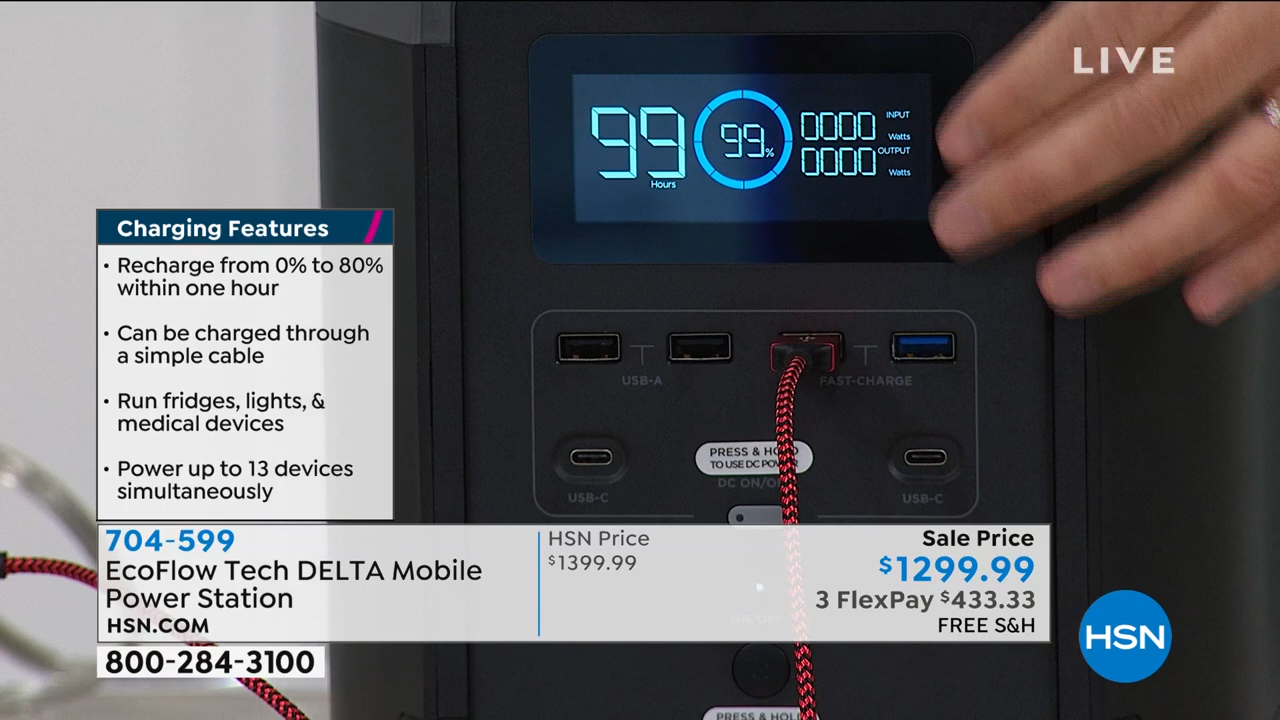 LIVE
99
Hours
99%
0000
INPUT
Watts
0000
OUTPUT
Watts
Charging Features
• Recharge from 0% to 80%
within one hour
• Can be charged through
a simple cable
• Run fridges, lights, &
medical devices
• Power up to 13 devices
simultaneously
USB-A
FAST-CHARGE
PRESS &
TO USE DC
DC
USB-C
USB-C
704-599
EcoFlow Tech DELTA Mobile
Power Station
HSN.COM
HSN Price
$1399.99
Sale Price
$1299.99
3 FlexPay $433.33
FREE S&H
HSN
800-284-3100
PRESS &